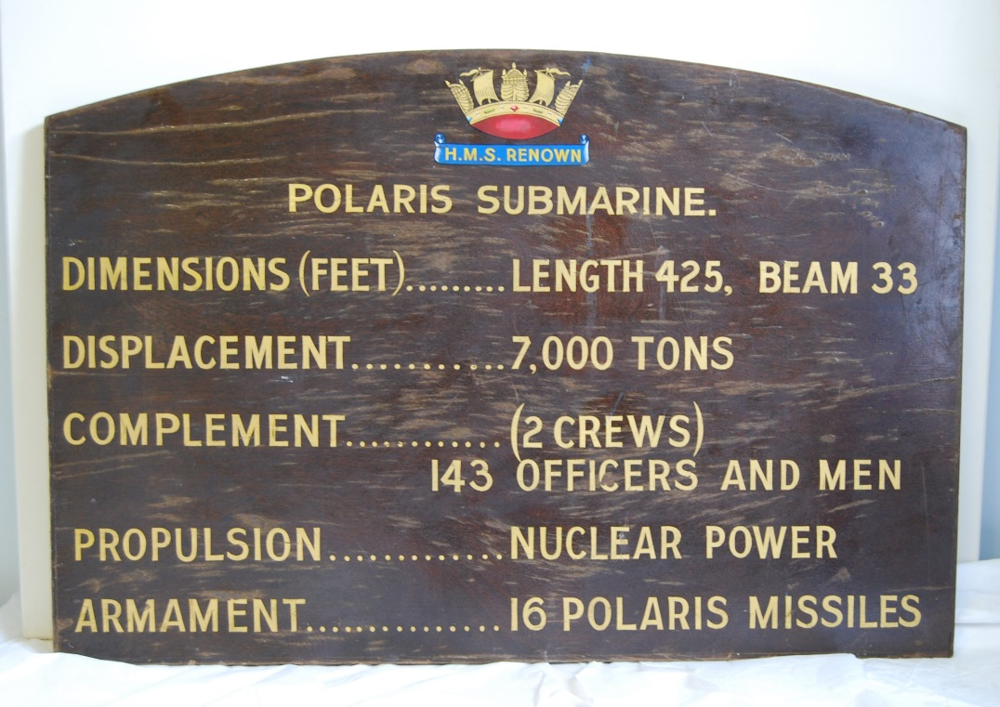 H.M.S. RENOWN
POLARIS SUBMARINE.
DIMENSIONS (FEET).........LENGTH 425, BEAM 33
DISPLACEMENT............7,000 TONS
COMPLEMENT............(2 CREWS)
143 OFFICERS AND MEN
PROPULSION.............NUCLEAR POWER
ARMAMENT..............16 POLARIS MISSILES